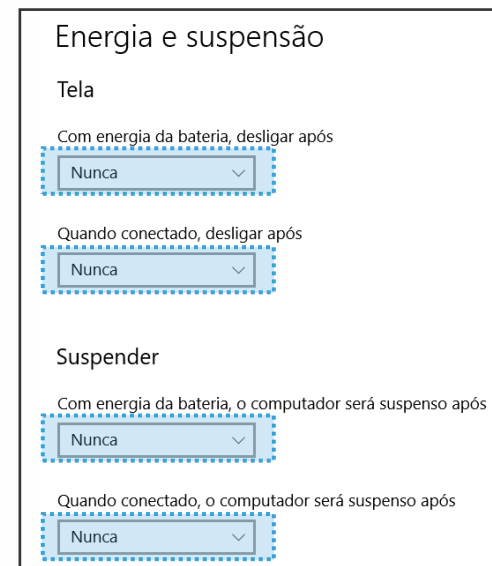 Energia e suspensão
Tela
Com energia da bateria, desligar após
Nunca
Quando conectado, desligar após
Nunca
Suspender
Com energia da bateria, o computador será suspenso após
Nunca
Quando conectado, o computador será suspenso após
Nunca